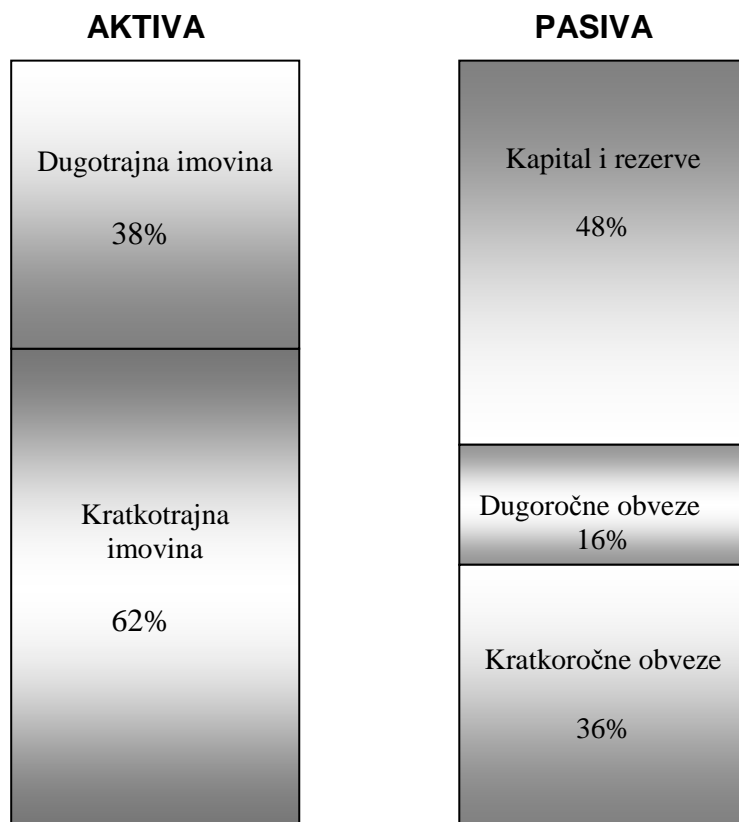 AKTIVA
Dugotrajna imovina
38%
Kratkotrajna
imovina
62%
PASIVA
Kapital i rezerve
48%
Dugoročne obveze
16%
Kratkoročne obveze
36%